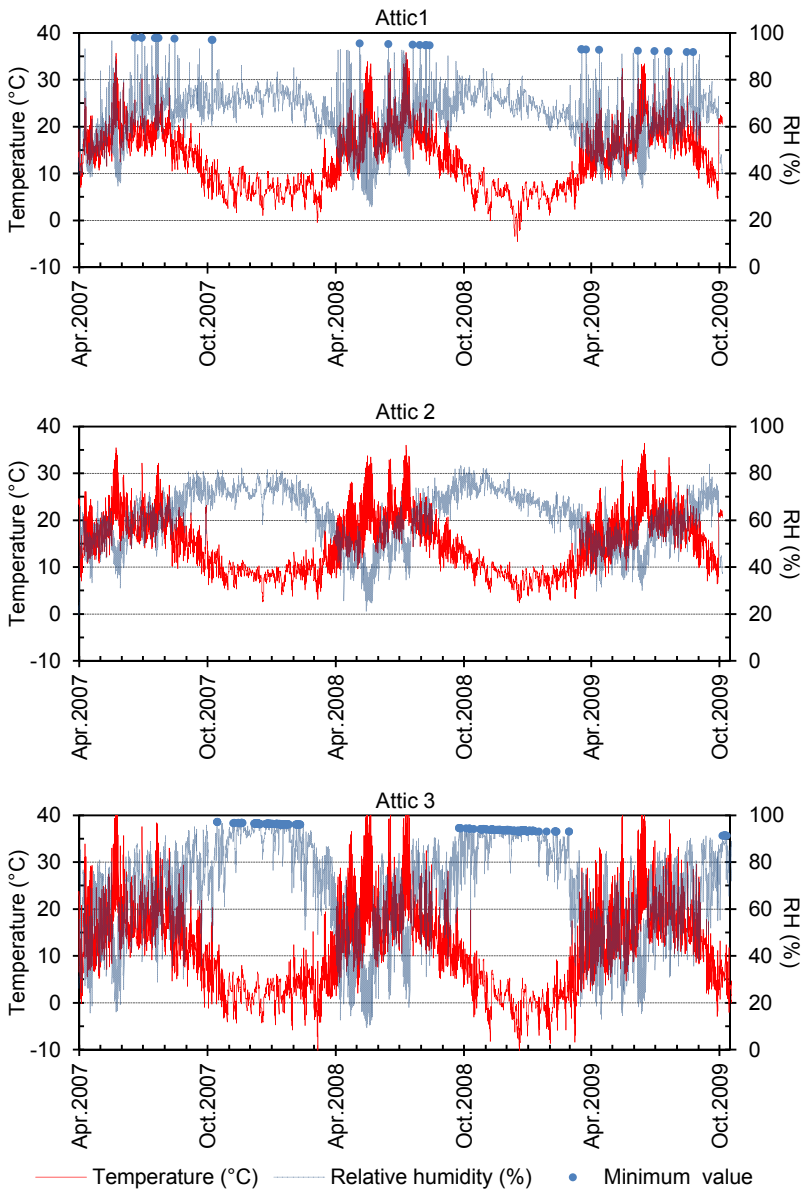 Attic1
40
30
20
10
0
-10
Temperature (°C)
100
80
60
40
20
0
RH (%)
Apr.2007
Oct.2007
Apr.2008
Oct.2008
Apr.2009
Oct.2009
Attic 2
40
30
20
10
0
-10
Temperature (°C)
100
80
60
40
20
0
RH (%)
Apr.2007
Oct.2007
Apr.2008
Oct.2008
Apr.2009
Oct.2009
Attic 3
40
30
20
10
0
-10
Temperature (°C)
100
80
60
40
20
0
RH (%)
Apr.2007
Oct.2007
Apr.2008
Oct.2008
Apr.2009
Oct.2009
Temperature (°C) Relative humidity (%) Minimum value